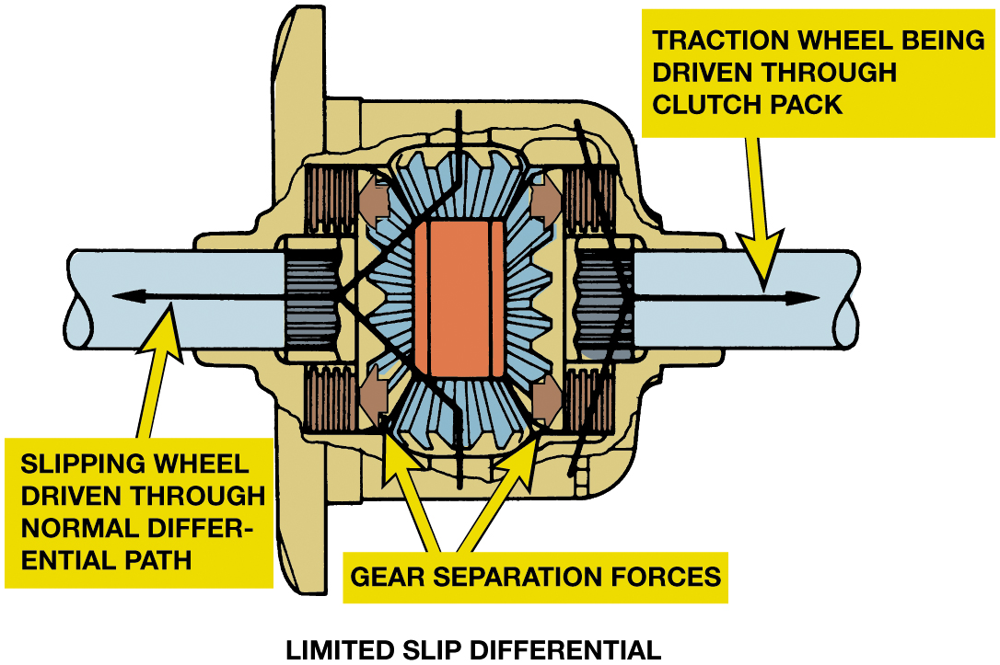 TRACTION WHEEL BEING
DRIVEN THROUGH
CLUTCH PACK
SLIPPING WHEEL
DRIVEN THROUGH
NORMAL DIFFER-
ENTIAL PATH
GEAR SEPARATION FORCES
LIMITED SLIP DIFFERENTIAL